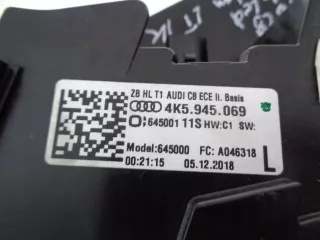 ZB HL T1 AUDI C8 ECE II. Basis
4K5.945.069
O:645001 11S HW:C1 SW:
Model:645000 FC: A046318
00:21:15 05.12.2018 L